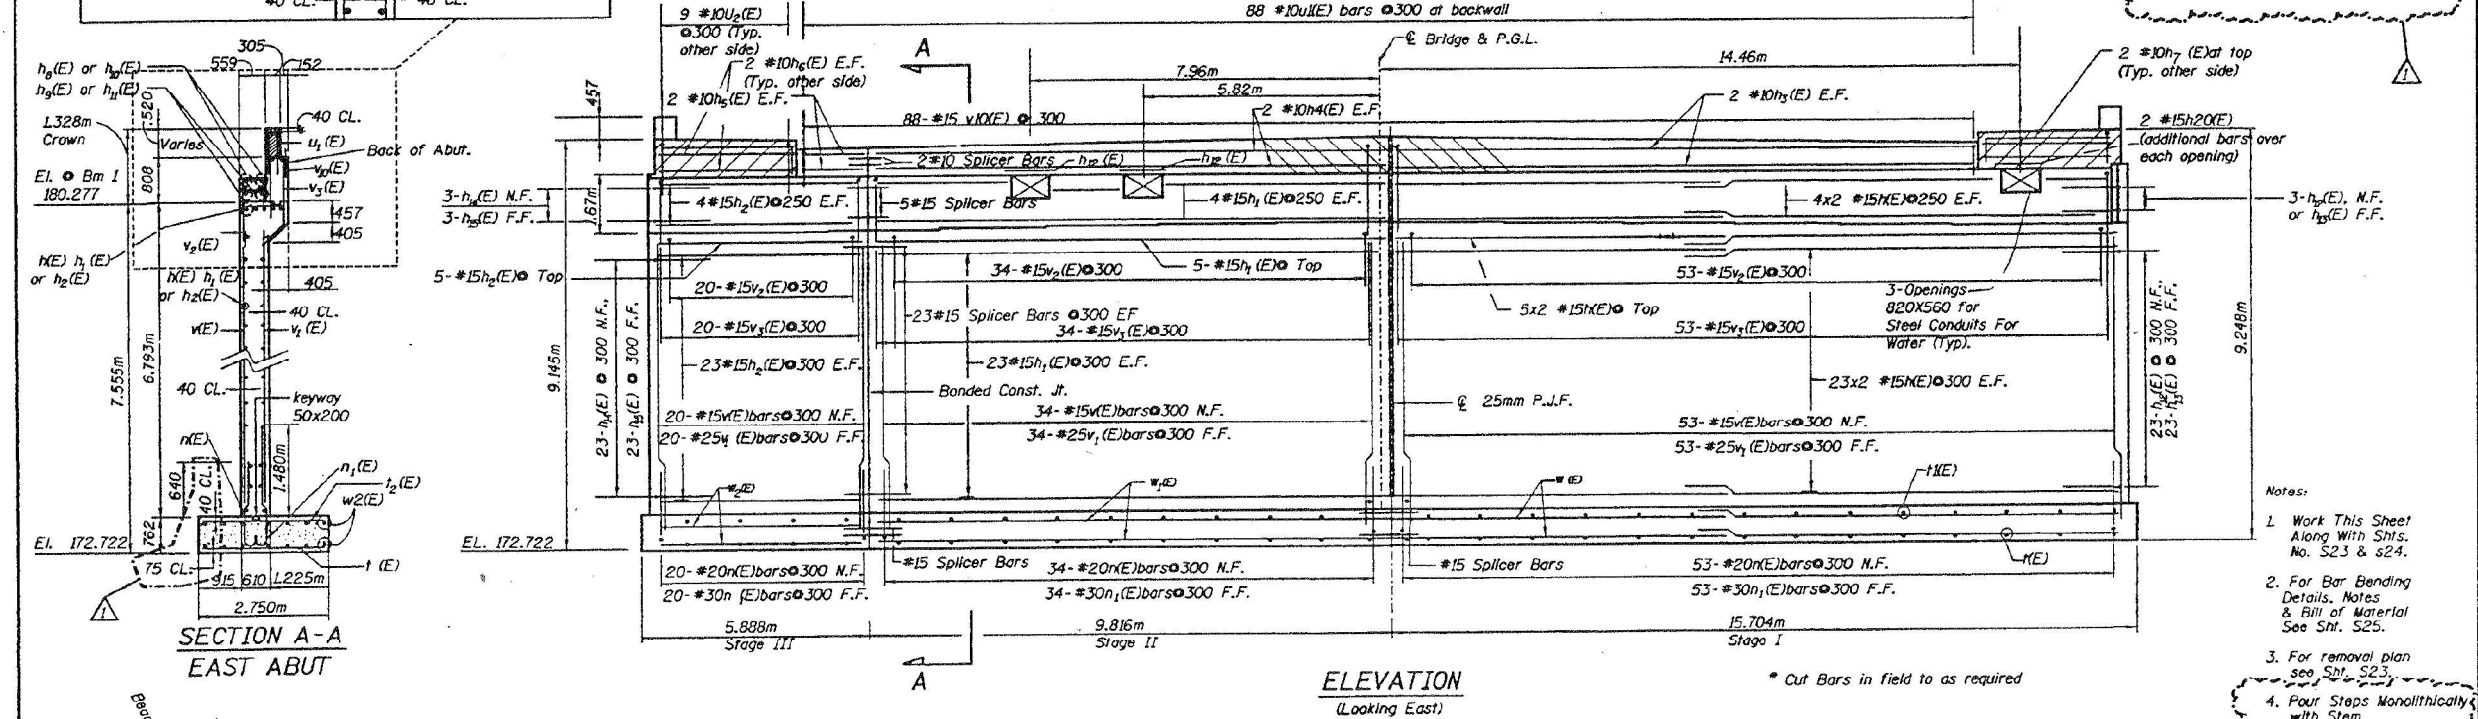 40 CL.
40 CL.
9 #10U2(E)
@300 (Typ.
other side)
88 #10u1(E) bars @300 at backwall
A
℄ Bridge & P.G.L.
305
559
152
h8(E) or h10(E)
h9(E) or h11(E)
2 #10h6(E) E.F.
(Typ. other side)
7.96m
14.46m
2 #10h7 (E)at top
(Typ. other side)
1
.520
457
2 #10h5(E) E.F.
5.82m
2 #10h4(E) E.F.
2 #10h3(E) E.F.
1.328m
Crown
40 CL.
88-#15 v10(E) @ 300
2 #15h20(E)
(additional bars over
each opening)
Varies
u1(E)
Back of Abut.
2#10 Splicer Bars
h12(E)
h12(E)
v10(E)
808
v3(E)
El. @ Bm 1
180.277
3-h14(E) N.F.
3-h15(E) F.F.
1.67m
4#15h2(E)@250 E.F.
5#15 Splicer Bars
4#15h1(E)@250 E.F.
4x2 #15h(E)@250 E.F.
3-h12(E), N.F.
or h13(E) F.F.
457
405
v2(E)
h(E) h1(E)
or h2(E)
h(E) h1(E)
or h2(E)
405
5-#15h2(E)@ Top
34-#15v2(E)@300
5-#15h1(E)@ Top
53-#15v2(E)@300
20-#15v2(E)@300
3-Openings
820X560 for
Steel Conduits For
Water (Typ).
40 CL.
v(E)
v1(E)
23#15 Splicer Bars @300 EF
5x2 #15h(E)@ Top
20-#15v3(E)@300
34-#15v3(E)@300
53-#15v3(E)@300
9.248m
7.555m
6.793m
9.145m
23-h14(E) @ 300 N.F.,
23-h15(E) @ 300 F.F.
23#15h2(E)@300 E.F.
23#15h1(E)@300 E.F.
23x2 #15h(E)@300 E.F.
23-h12(E) @ 300 N.F.,
23-h13(E) @ 300 F.F.
40 CL.
keyway
50x200
Bonded Const. Jt.
℄ 25mm P.J.F.
20-#15v(E)bars@300 N.F.
20-#25v1 (E)bars@300 F.F.
34-#15v(E)bars@300 N.F.
34-#25v1(E)bars@300 F.F.
53-#15v(E)bars@300 N.F.
53-#25v1(E)bars@300 F.F.
n(E)
640
40 CL.
1.480m
n1(E)
t2(E)
w2(E)
w2(E)
w1(E)
w(E)
t1(E)
762
El. 172.722
EL. 172.722
75 CL.
915
610
1.225m
t (E)
#15 Splicer Bars
#15 Splicer Bars
t(E)
20-#20n(E)bars@300 N.F.
20-#30n (E)bars@300 F.F.
34-#20n(E)bars@300 N.F.
34-#30n1(E)bars@300 F.F.
53-#20n(E)bars@300 N.F.
53-#30n1(E)bars@300 F.F.
1
2.750m
SECTION A-A
EAST ABUT
5.888m
Stage III
9.816m
Stage II
15.704m
Stage I
A
ELEVATION
(Looking East)
* Cut Bars in field to as required
Notes:
1. Work This Sheet
Along With Shts.
No. S23 & s24.
2. For Bar Bending
Details, Notes
& Bill of Material
See Sht. S25.
3. For removal plan
see Sht. S23.
4. Pour Steps Monolithically
with Stem